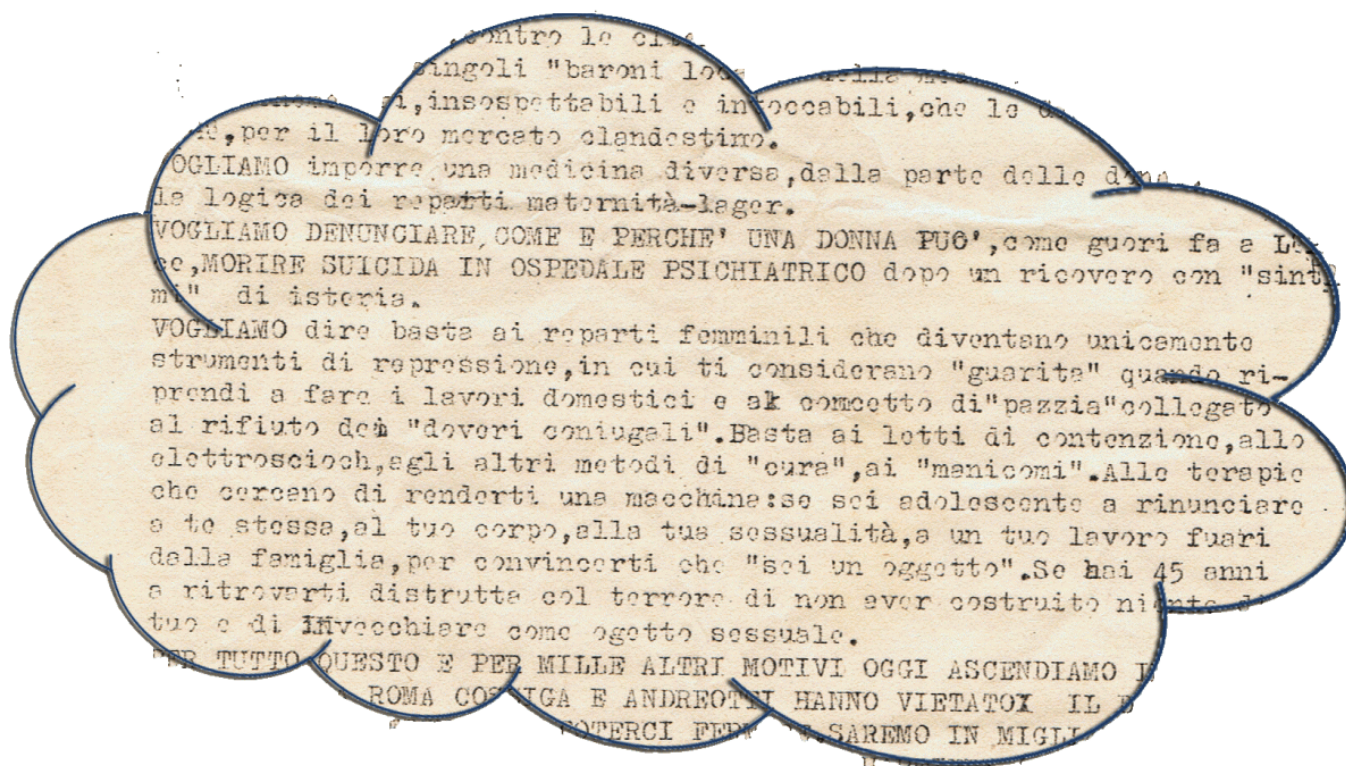 contro le
singoli "baroni della
insospettabili e intoccabili,che le
,per il loro mercato clandestino.
VOGLIAMO imporre una medicina diversa,dalla parte delle
la logica dei reparti maternità-lager.
VOGLIAMO DENUNCIARE,COME E PERCHE' UNA DONNA PUO',come guori fa a
ce,MORIRE SUICIDA IN OSPEDALE PSICHIATRICO dopo un ricovero con "sint
mi" di isteria.
VOGLIAMO dire basta ai reparti femminili che diventano unicamente
strumenti di repressione,in cui ti considerano "guarita" quando ri-
prendi a fare i lavori domestici e ak comcetto di"pazzia"collegato
al rifiuto dei "doveri coniugali".Basta ai letti di contenzione,allo
elettroscioch,agli altri metodi di "cura",ai "manicomi".Alle terapie
che cercano di renderti una macchina:se sei adolescente a rinunciare
a te stessa,al tuo corpo,alla tua sessualità,a un tuo lavoro fuari
dalla famiglia,per convincerti che "sei un oggetto".Se hai 45 anni
a ritrovarti distrutta col terrore di non aver costruito niente
tuo e di INvecchiare come ogetto sessuale.
PER TUTTO QUESTO E PER MILLE ALTRI MOTIVI OGGI ASCENDIAMO
ROMA COSSIGA E ANDREOTTI HANNO VIETATOX IL
POTERCI SAREMO IN